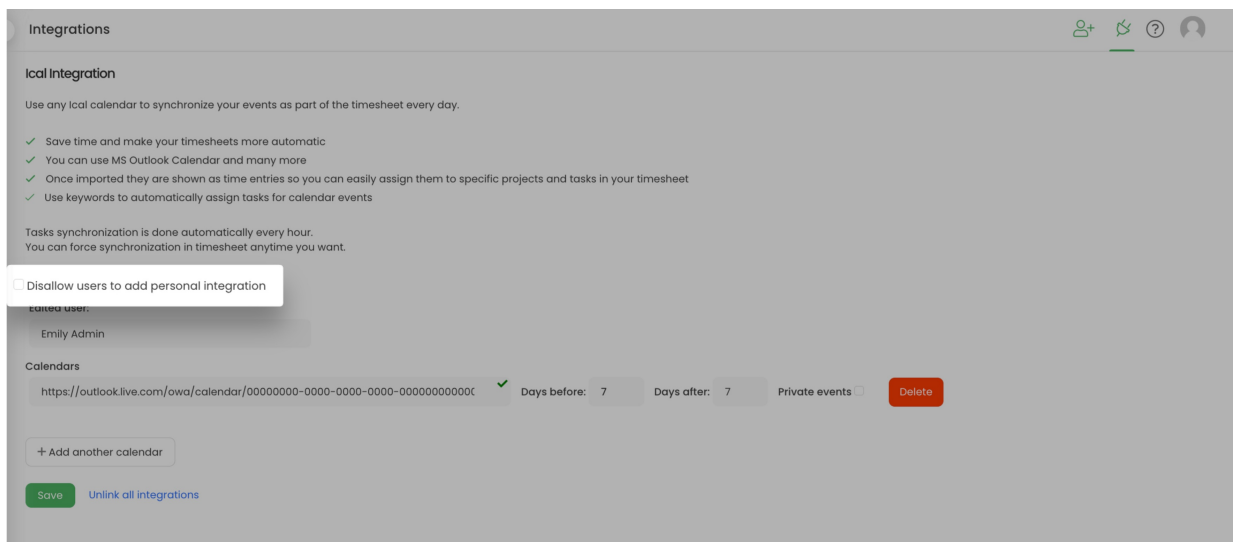 Integrations
Ical Integration
Use any Ical calendar to synchronize your events as part of the timesheet every day.
Save time and make your timesheets more automatic
You can use MS Outlook Calendar and many more
Once imported they are shown as time entries so you can easily assign them to specific projects and tasks in your timesheet
Use keywords to automatically assign tasks for calendar events
Tasks synchronization is done automatically every hour.
You can force synchronization in timesheet anytime you want.
Disallow users to add personal integration
Edited user:
Emily Admin
Calendars
https://outlook.live.com/owa/calendar/00000000-0000-0000-0000-000000000000 Days before: 7 Days after: 7 Private events Delete
+ Add another calendar
Save Unlink all integrations